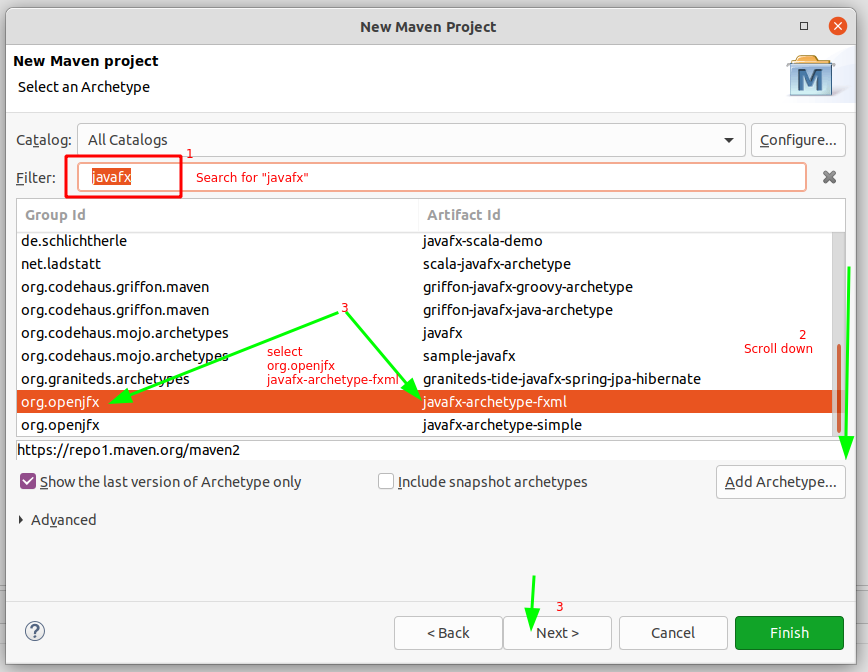 New Maven Project
New Maven project
Select an Archetype
M
Catalog: All Catalogs Configure...
1
Filter: javafx Search for "javafx"
Group Id Artifact Id
de.schlichtherle javafx-scala-demo
net.ladstatt scala-javafx-archetype
org.codehaus.griffon.maven griffon-javafx-groovy-archetype
org.codehaus.griffon.maven griffon-javafx-java-archetype
3
org.codehaus.mojo.archetypes javafx
2
Scroll down
org.codehaus.mojo.archetypes sample-javafx
select
org.openjfx
javafx-archetype-fxml
org.graniteds.archetypes graniteds-tide-javafx-spring-jpa-hibernate
org.openjfx javafx-archetype-fxml
org.openjfx javafx-archetype-simple
https://repo1.maven.org/maven2
Show the last version of Archetype only Include snapshot archetypes Add Archetype...
Advanced
3
? < Back Next > Cancel Finish